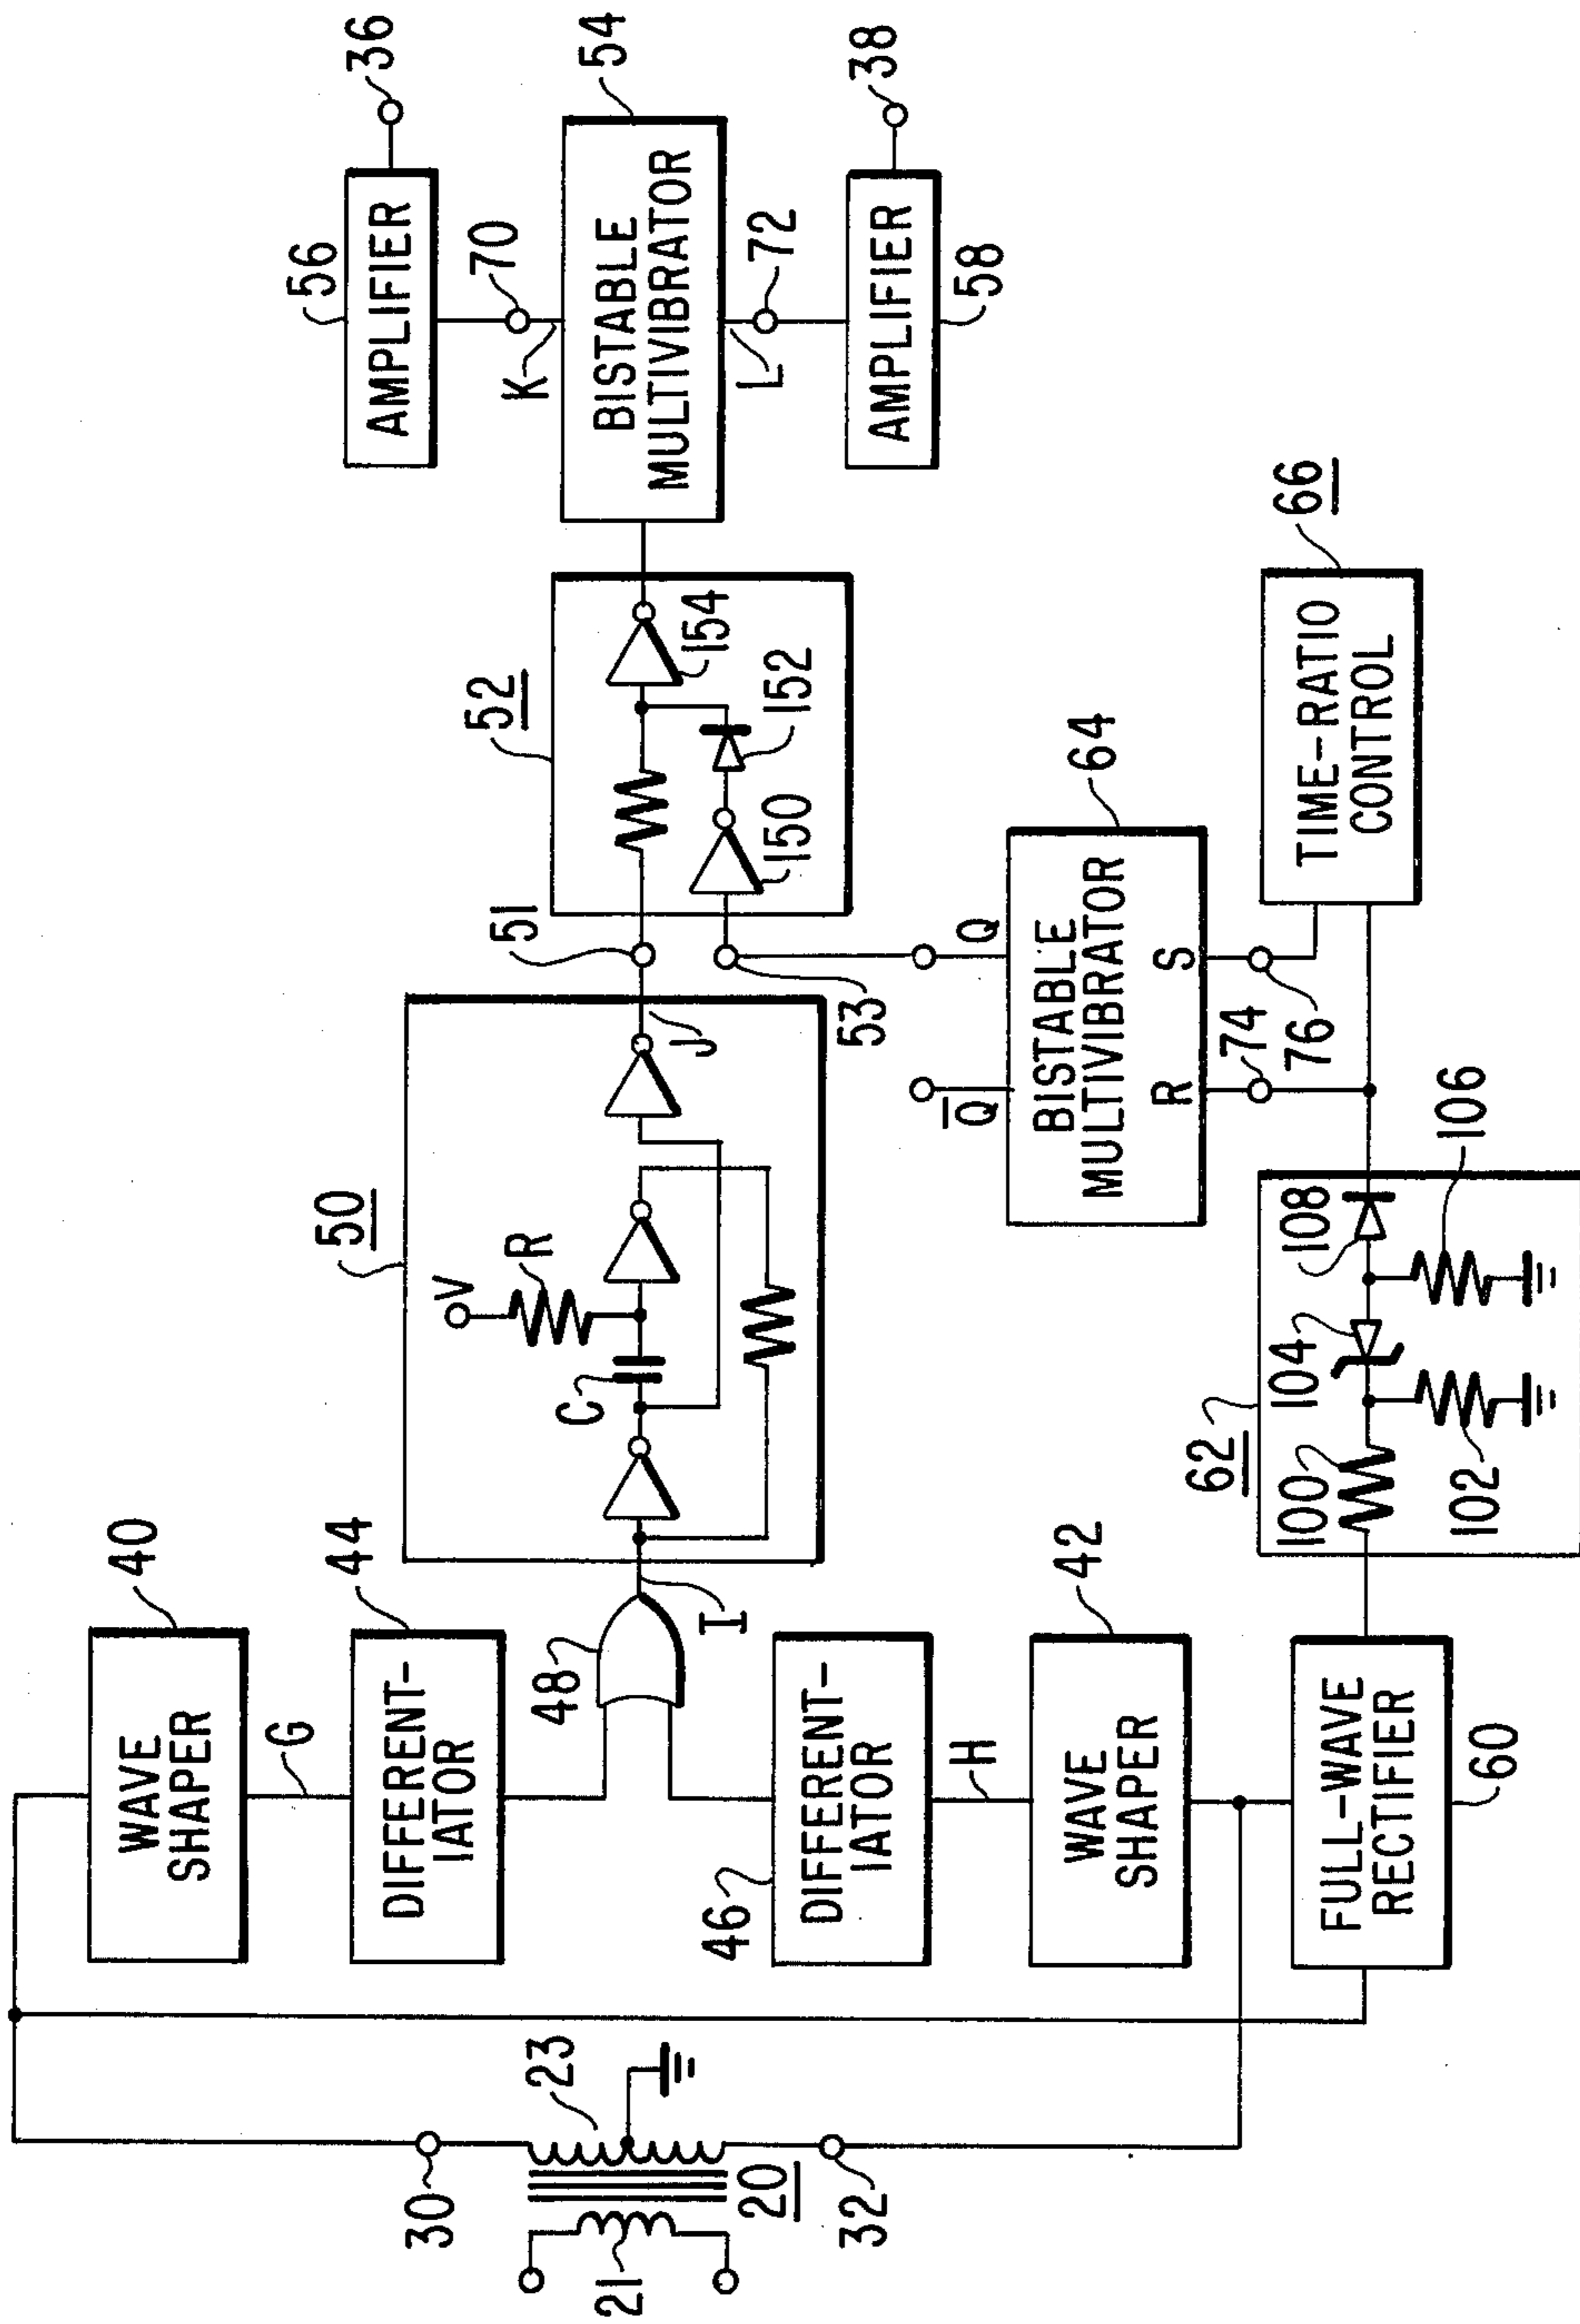 40
WAVE
SHAPER
G
44
DIFFERENT-
IATOR
48
I
46
DIFFERENT-
IATOR
H
42
WAVE
SHAPER
FULL-WAVE
RECTIFIER
60
30
23
21
20
32
50
V
R
C
J
51
53
52
150
152
154
56
AMPLIFIER
36
70
K
BISTABLE
MULTIVIBRATOR
54
L
72
AMPLIFIER
58
38
Q
Q
BISTABLE
MULTIVIBRATOR
64
R
S
74
76
TIME-RATIO
CONTROL
66
62
100
102
104
106
108